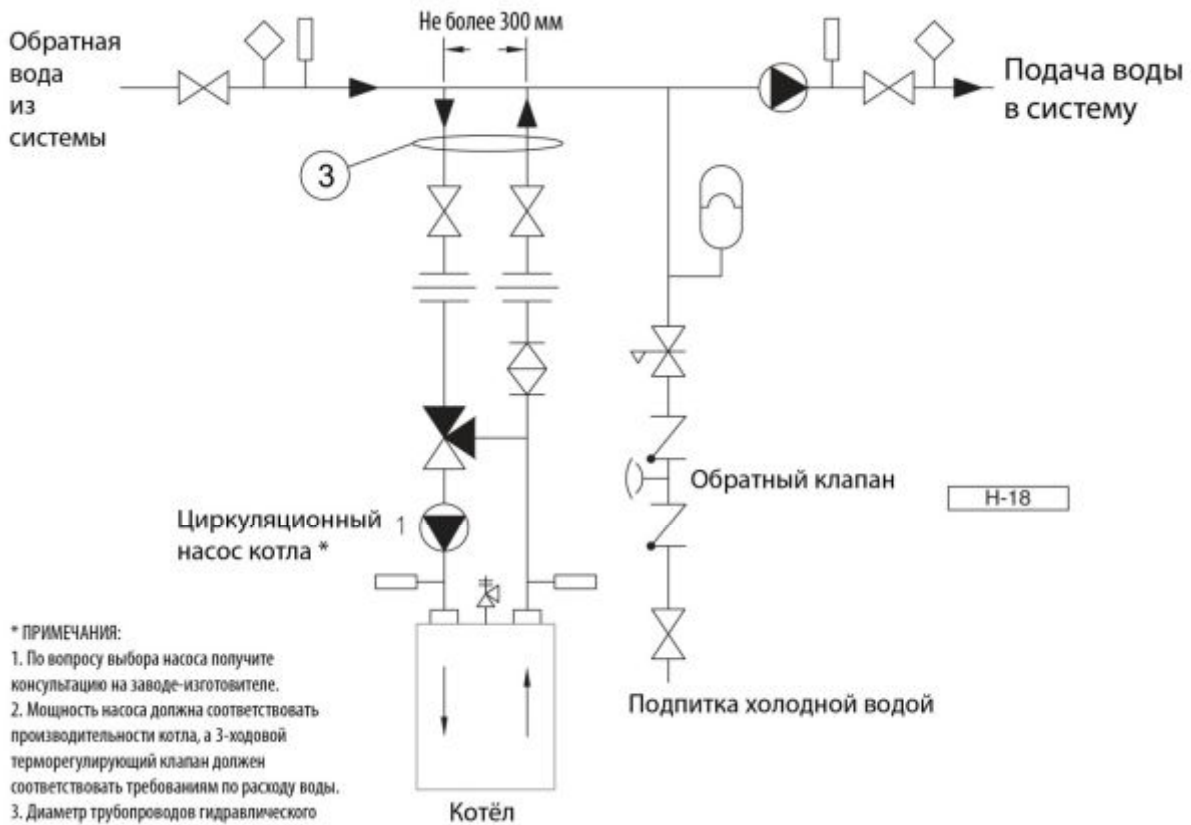 Не более 300 мм
Обратная
вода
из
системы
Подача воды
в систему
3
Обратный клапан
H-18
Циркуляционный
насос котла *
1
* ПРИМЕЧАНИЯ:
1. По вопросу выбора насоса получите
консультацию на заводе-изготовителе.
2. Мощность насоса должна соответствовать
производительности котла, а 3-ходовой
терморегулирующий клапан должен
соответствовать требованиям по расходу воды.
3. Диаметр трубопроводов гидравлического
Подпитка холодной водой
Котёл